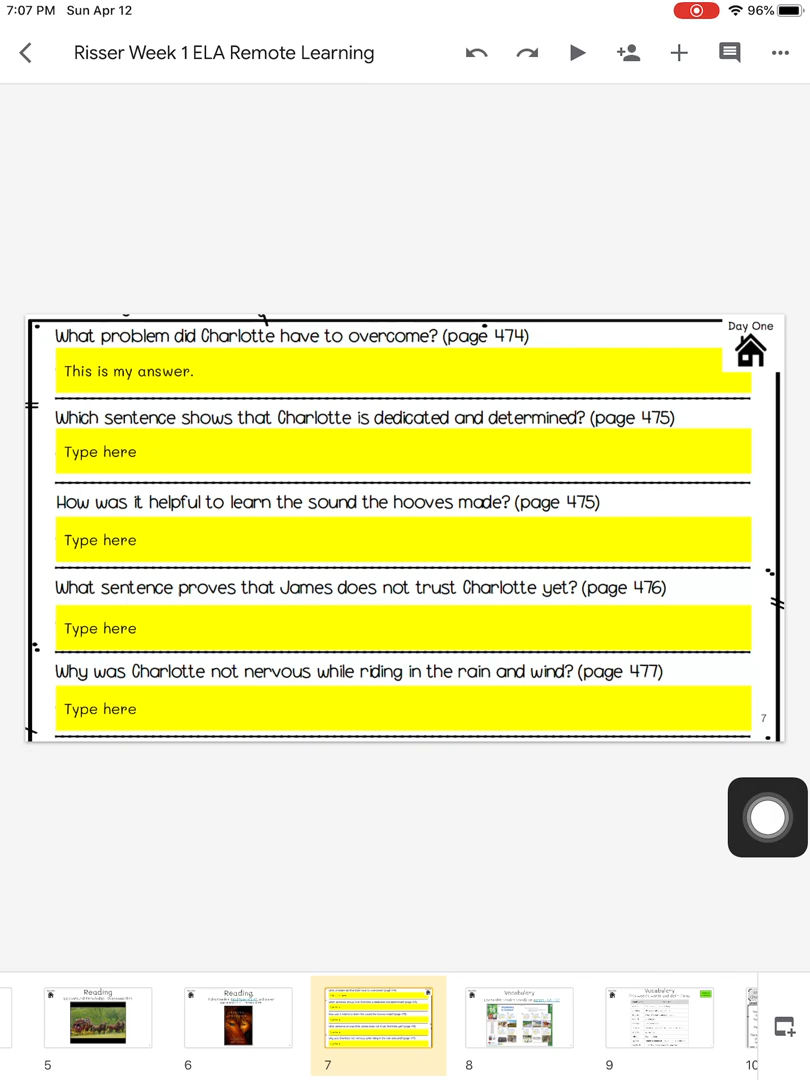 7:07 PM Sun Apr 12
96%
Risser Week 1 ELA Remote Learning
Day One
What problem did Charlotte have to overcome? (page 474)
This is my answer.
Which sentence shows that Charlotte is dedicated and determined? (page 475)
Type here
How was it helpful to learn the sound the hooves made? (page 475)
Type here
What sentence proves that James does not trust Charlotte yet? (page 476)
Type here
Why was Charlotte not nervous while riding in the rain and wind? (page 477)
Type here
7
Reading
Reading
Vocabulary
Vocabulary
5
6
7
8
9
10